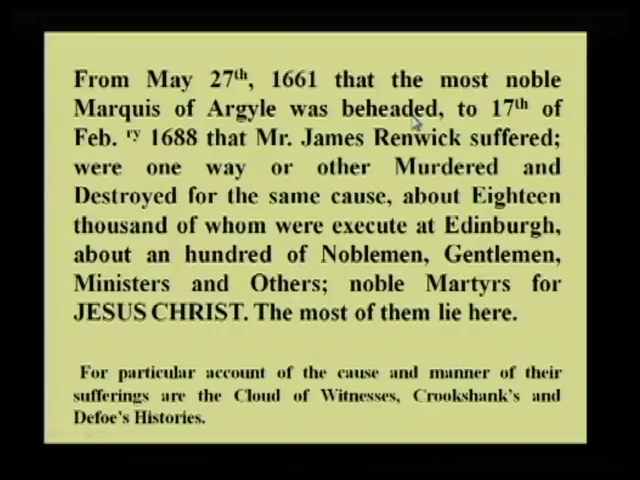 From May 27th, 1661 that the most noble
Marquis of Argyle was beheaded, to 17th of
Feb. ry 1688 that Mr. James Renwick suffered;
were one way or other Murdered and
Destroyed for the same cause, about Eighteen
thousand of whom were execute at Edinburgh,
about an hundred of Noblemen, Gentlemen,
Ministers and Others; noble Martyrs for
JESUS CHRIST. The most of them lie here.
For particular account of the cause and manner of their
sufferings are the Cloud of Witnesses, Crookshank's and
Defoe's Histories.